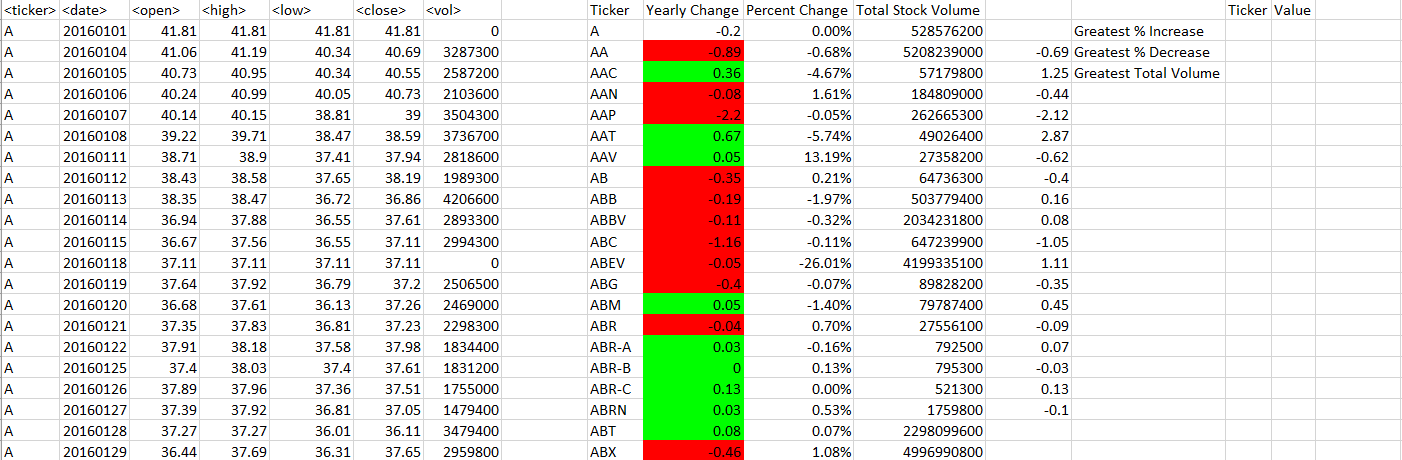 <ticker> <date> <open> <high> <low> <close> <vol> Ticker Yearly Change Percent Change Total Stock Volume Ticker Value
A 20160101 41.81 41.81 41.81 41.81 0 A -0.2 0.00% 528576200 Greatest % Increase
A 20160104 41.06 41.19 40.34 40.69 3287300 AA -0.89 -0.68% 5208239000 -0.69 Greatest % Decrease
A 20160105 40.73 40.95 40.34 40.55 2587200 AAC 0.36 -4.67% 57179800 1.25 Greatest Total Volume
A 20160106 40.24 40.99 40.05 40.73 2103600 AAN -0.08 1.61% 184809000 -0.44
A 20160107 40.14 40.15 38.81 39 3504300 AAP -2.2 -0.05% 262665300 -2.12
A 20160108 39.22 39.71 38.47 38.59 3736700 AAT 0.67 -5.74% 49026400 2.87
A 20160111 38.71 38.9 37.41 37.94 2818600 AAV 0.05 13.19% 27358200 -0.62
A 20160112 38.43 38.58 37.65 38.19 1989300 AB -0.35 0.21% 64736300 -0.4
A 20160113 38.35 38.47 36.72 36.86 4206600 ABB -0.19 -1.97% 503779400 0.16
A 20160114 36.94 37.88 36.55 37.61 2893300 ABBV -0.11 -0.32% 2034231800 0.08
A 20160115 36.67 37.56 36.55 37.11 2994300 ABC -1.16 -0.11% 647239900 -1.05
A 20160118 37.11 37.11 37.11 37.11 0 ABEV -0.05 -26.01% 4199335100 1.11
A 20160119 37.64 37.92 36.79 37.2 2506500 ABG -0.4 -0.07% 89828200 -0.35
A 20160120 36.68 37.61 36.13 37.26 2469000 ABM 0.05 -1.40% 79787400 0.45
A 20160121 37.35 37.83 36.81 37.23 2298300 ABR -0.04 0.70% 27556100 -0.09
A 20160122 37.91 38.18 37.58 37.98 1834400 ABR-A 0.03 -0.16% 792500 0.07
A 20160125 37.4 38.03 37.4 37.61 1831200 ABR-B 0 0.13% 795300 -0.03
A 20160126 37.89 37.96 37.36 37.51 1755000 ABR-C 0.13 0.00% 521300 0.13
A 20160127 37.39 37.92 36.81 37.05 1479400 ABRN 0.03 0.53% 1759800 -0.1
A 20160128 37.27 37.27 36.01 36.11 3479400 ABT 0.08 0.07% 2298099600
A 20160129 36.44 37.69 36.31 37.65 2959800 ABX -0.46 1.08% 4996990800